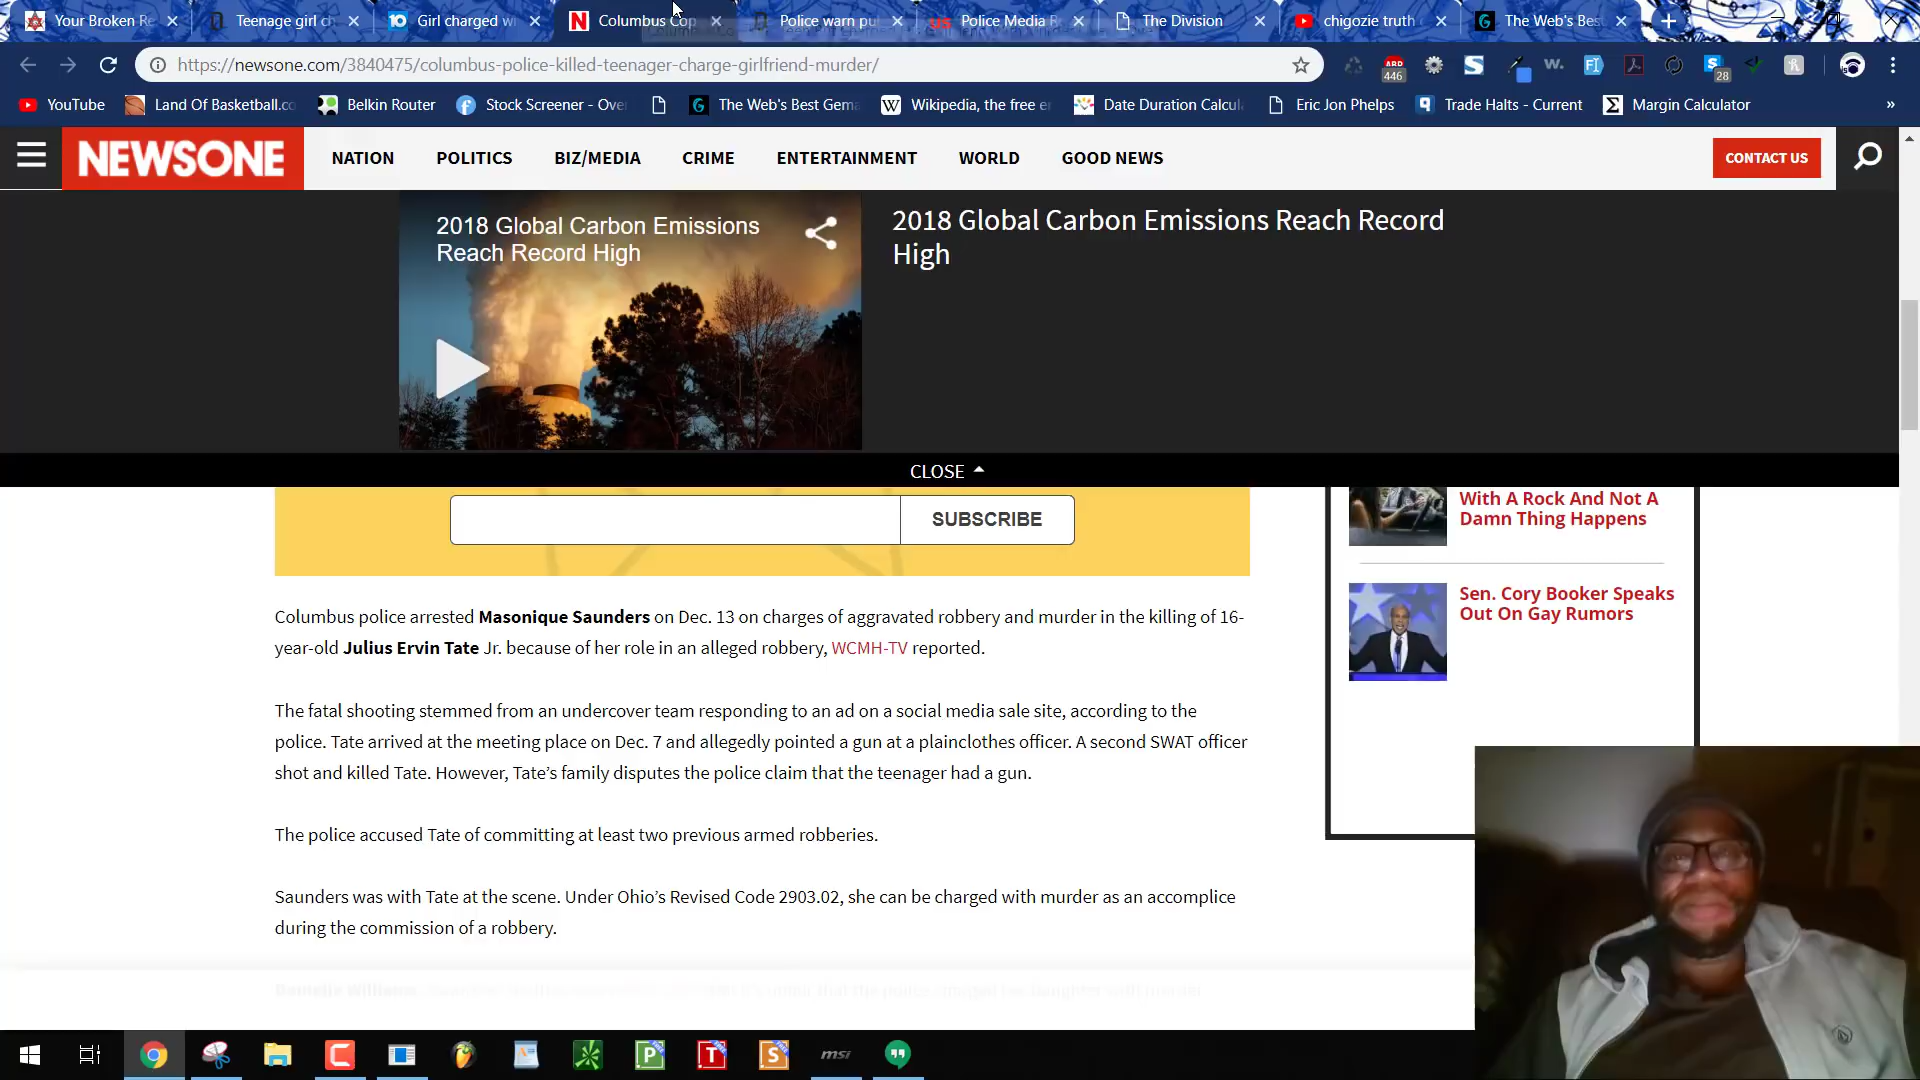 Your Broken Re
Teenage girl c
Girl charged w
Columbus Cop
Police warn pu
Police Media R
The Division
chigozie truth
The Web's Bes
https://newsone.com/3840475/columbus-police-killed-teenager-charge-girlfriend-murder/
446
28
YouTube
Land Of Basketball.co
Belkin Router
Stock Screener - Over
The Web's Best Gema
Wikipedia, the free e
Date Duration Calcul
Eric Jon Phelps
Trade Halts - Current
Margin Calculator
»
NEWSONE
NATION
POLITICS
BIZ/MEDIA
CRIME
ENTERTAINMENT
WORLD
GOOD NEWS
CONTACT US
2018 Global Carbon Emissions
Reach Record High
2018 Global Carbon Emissions Reach Record
High
CLOSE
SUBSCRIBE
With A Rock And Not A
Damn Thing Happens
Sen. Cory Booker Speaks
Out On Gay Rumors
Columbus police arrested Masonique Saunders on Dec. 13 on charges of aggravated robbery and murder in the killing of 16-
year-old Julius Ervin Tate Jr. because of her role in an alleged robbery, WCMH-TV reported.
The fatal shooting stemmed from an undercover team responding to an ad on a social media sale site, according to the
police. Tate arrived at the meeting place on Dec. 7 and allegedly pointed a gun at a plainclothes officer. A second SWAT officer
shot and killed Tate. However, Tate's family disputes the police claim that the teenager had a gun.
The police accused Tate of committing at least two previous armed robberies.
Saunders was with Tate at the scene. Under Ohio's Revised Code 2903.02, she can be charged with murder as an accomplice
during the commission of a robbery.
msi